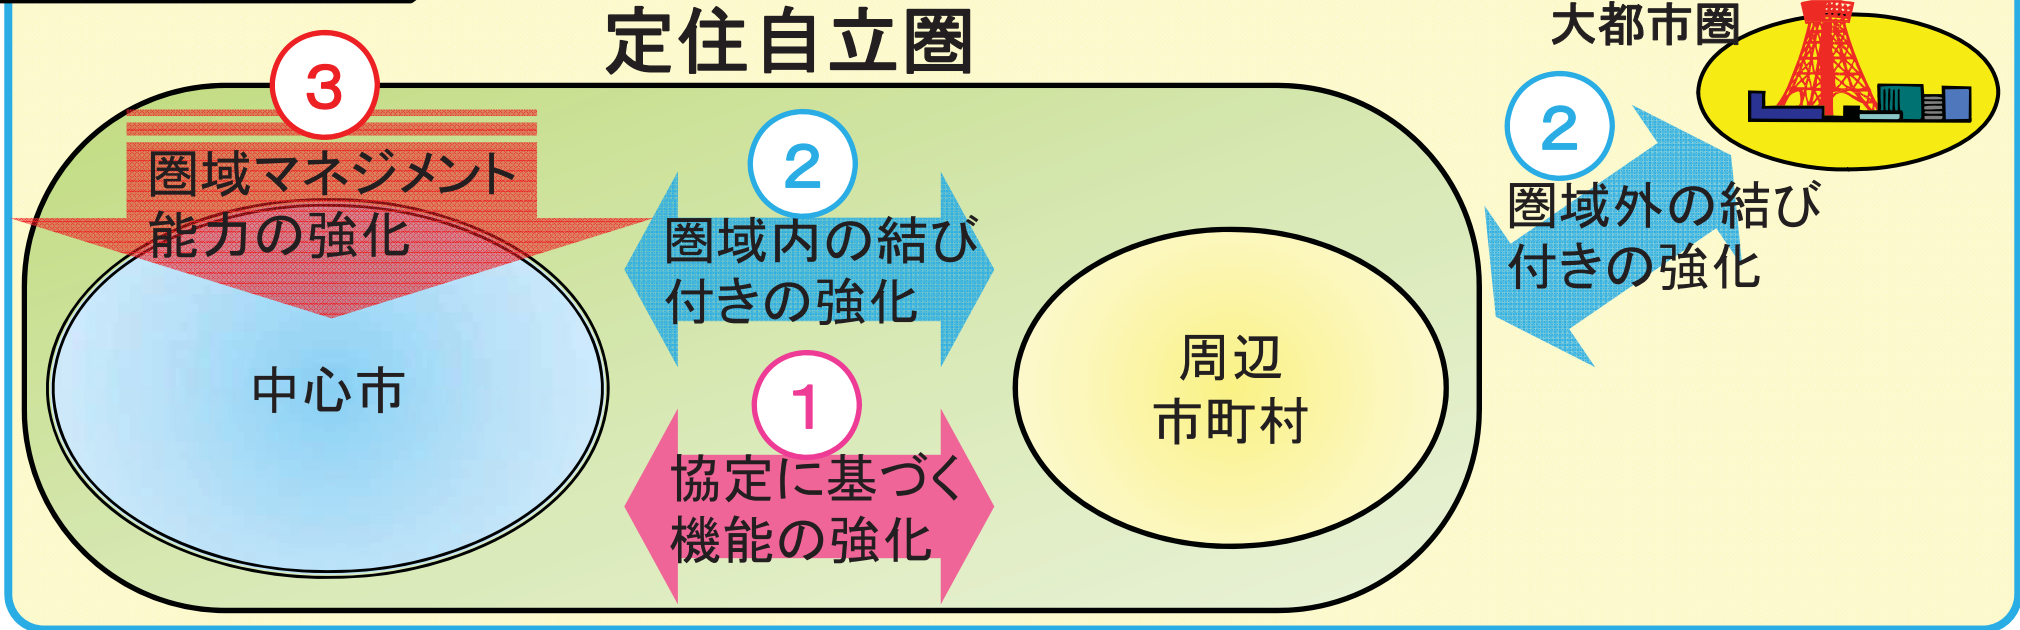 定住自立圏
大都市圏
３
圏域マネジメント
能力の強化
２
圏域内の結び
付きの強化
２
圏域外の結び
付きの強化
中心市
周辺
市町村
１
協定に基づく
機能の強化